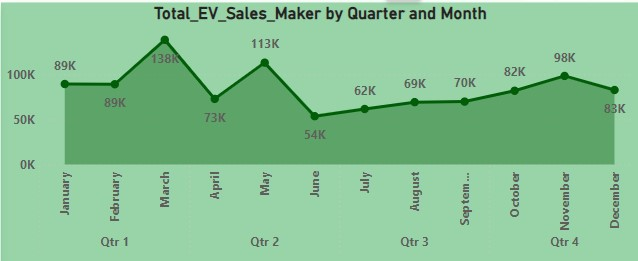 Total_EV_Sales_Maker by Quarter and Month
100K
50K
0K
89K
89K
138K
73K
113K
54K
62K
69K
70K
82K
98K
83K
January
February
March
April
May
June
July
August
Septem...
October
November
December
Qtr 1
Qtr 2
Qtr 3
Qtr 4